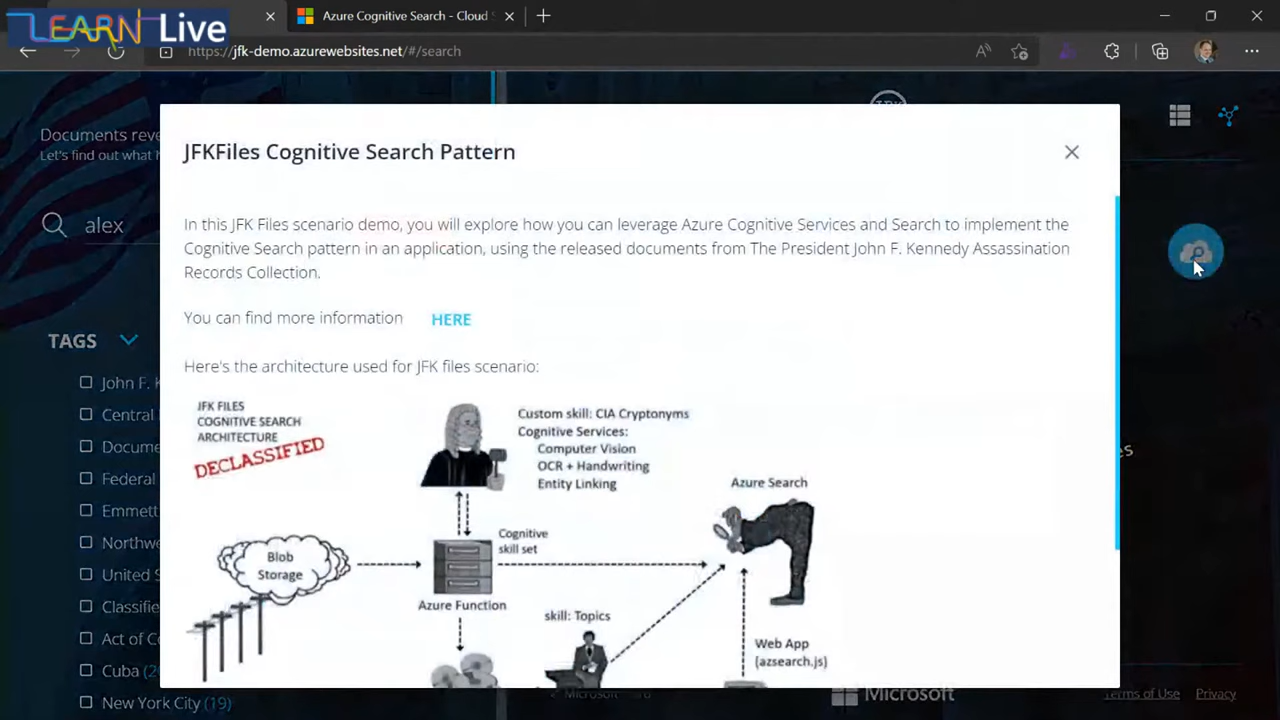 LEARN Live
Azure Cognitive Search - Cloud S
https://jfk-demo.azurewebsites.net/#/search
Documents reve
Let's find out what
alex
TAGS
John F. K
Central
Docume
Federal
Emmett
Northwe
United S
Classifie
Act of Co
Cuba (2
New York City (19)
JFKFiles Cognitive Search Pattern
In this JFK Files scenario demo, you will explore how you can leverage Azure Cognitive Services and Search to implement the
Cognitive Search pattern in an application, using the released documents from The President John F. Kennedy Assassination
Records Collection.
You can find more information HERE
Here's the architecture used for JFK files scenario:
JFK FILES
COGNITIVE SEARCH
ARCHITECTURE
DECLASSIFIED
Custom skill: CIA Cryptonyms
Cognitive Services:
Computer Vision
OCR + Handwriting
Entity Linking
Azure Search
Blob
Storage
Cognitive
skill set
Azure Function
skill: Topics
Web App
(azsearch.js)
Microsoft
Terms of Use
Privacy